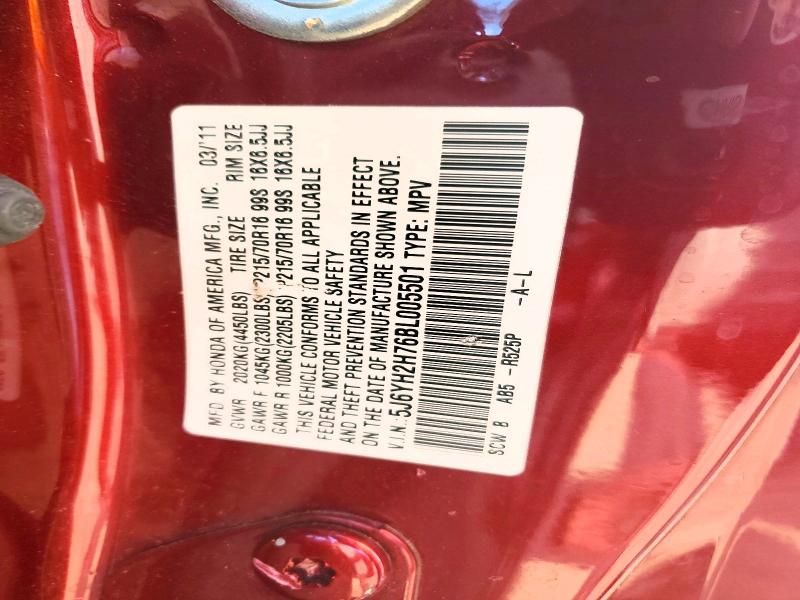 MFD BY HONDA OF AMERICA MFG., INC. 03/'11
GVWR 2020KG(4450LBS) TIRE SIZE RIM SIZE
GAWR F 1045KG(2300LBS) P215/70R16 99S 16X6.5JJ
GAWR R 1000KG(2205LBS) P215/70R16 99S 16X6.5JJ
THIS VEHICLE CONFORMS TO ALL APPLICABLE
FEDERAL MOTOR VEHICLE SAFETY
AND THEFT PREVENTION STANDARDS IN EFFECT
ON THE DATE OF MANUFACTURE SHOWN ABOVE.
V.I.N.:5J6YH2H76BL005501 TYPE: MPV
SCW B AB5 -R525P -A-L